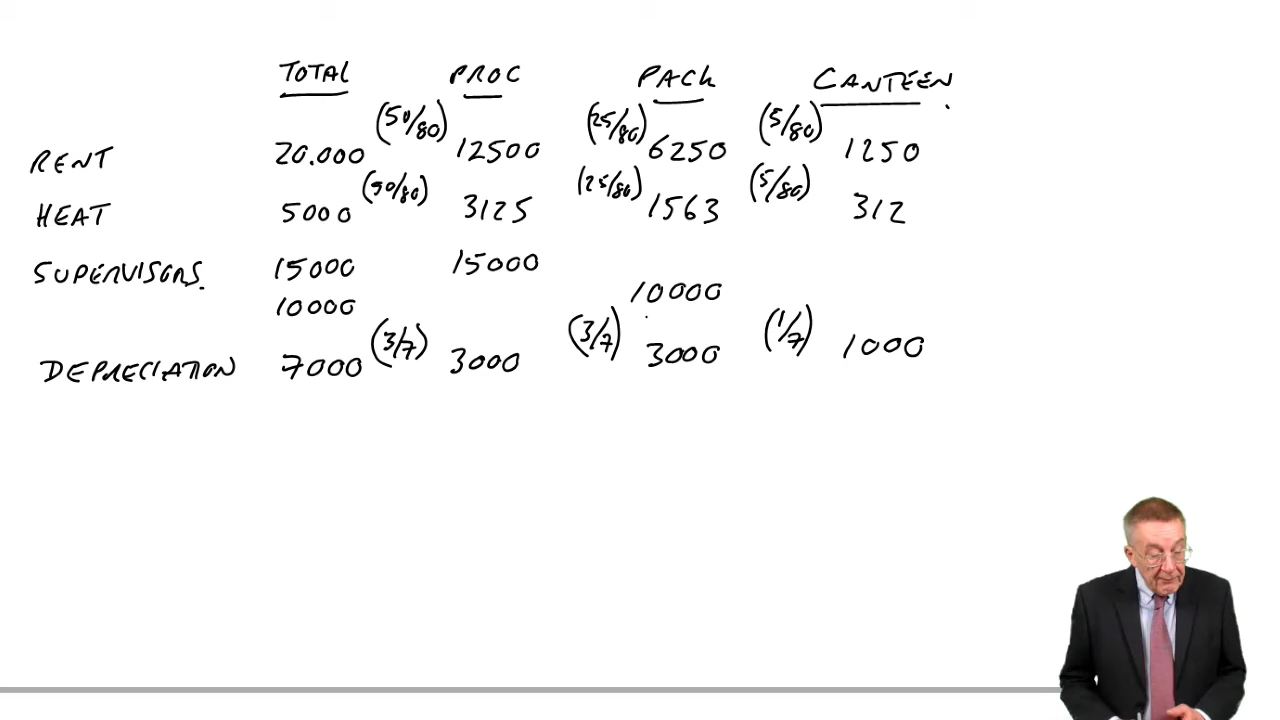 TOTAL PROC PACK CANTEEN
RENT 20.000 (50/80) 12500 (25/80) 6250 (5/80) 1250
HEAT 5000 (50/80) 3125 (25/80) 1563 (5/80) 312
SUPERVISORS. 15000 15000
10000 10000
DEPRECIATION 7000 (3/7) 3000 (3/7) 3000 (1/7) 1000